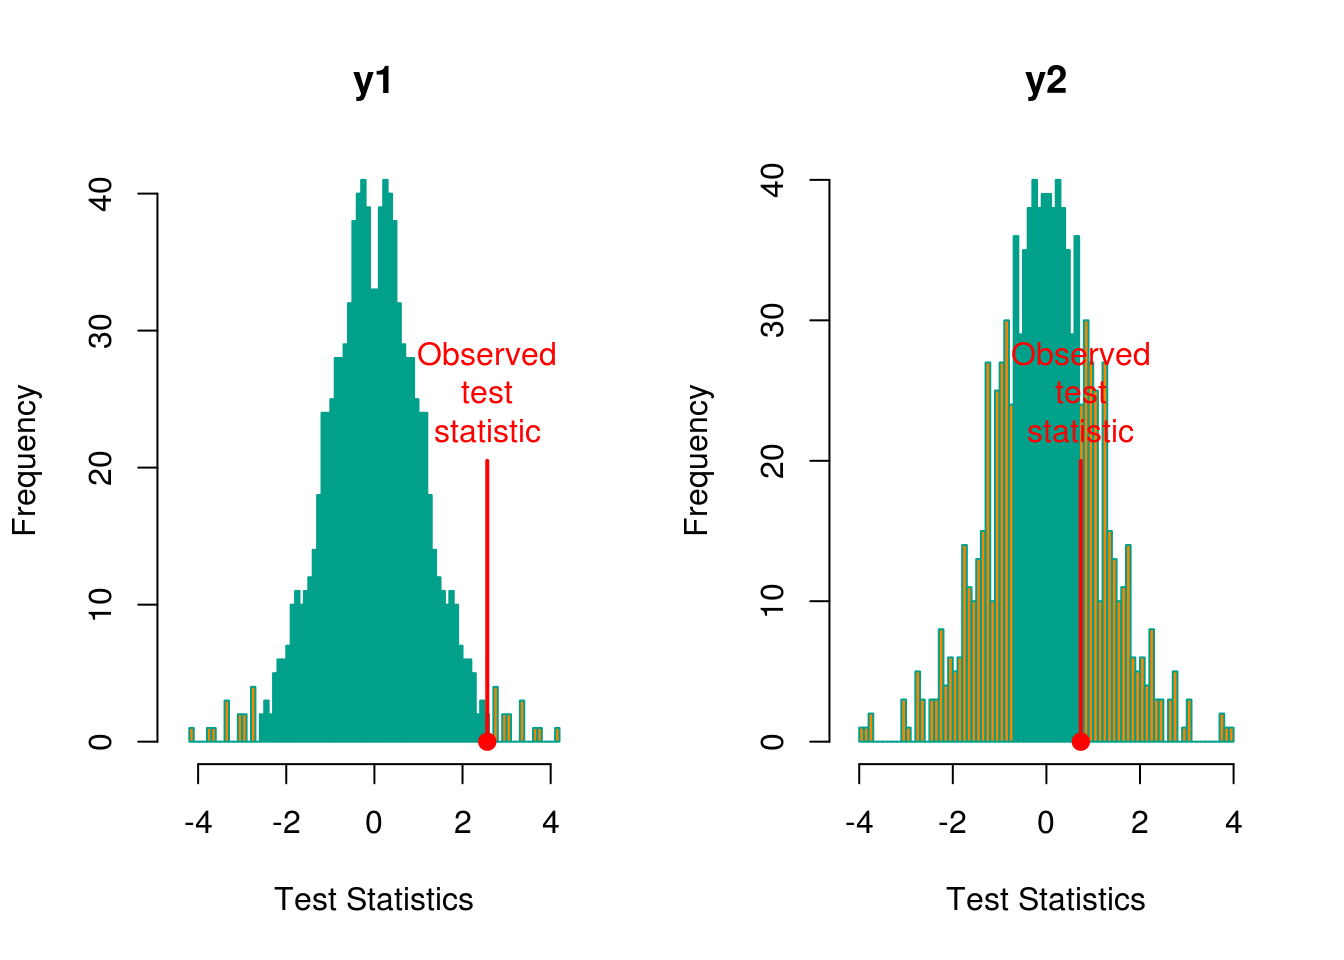 y1
Frequency
40
30
20
10
0
Observed
test
statistic
-4 -2 0 2 4
Test Statistics
y2
Frequency
40
30
20
10
0
Observed
test
statistic
-4 -2 0 2 4
Test Statistics